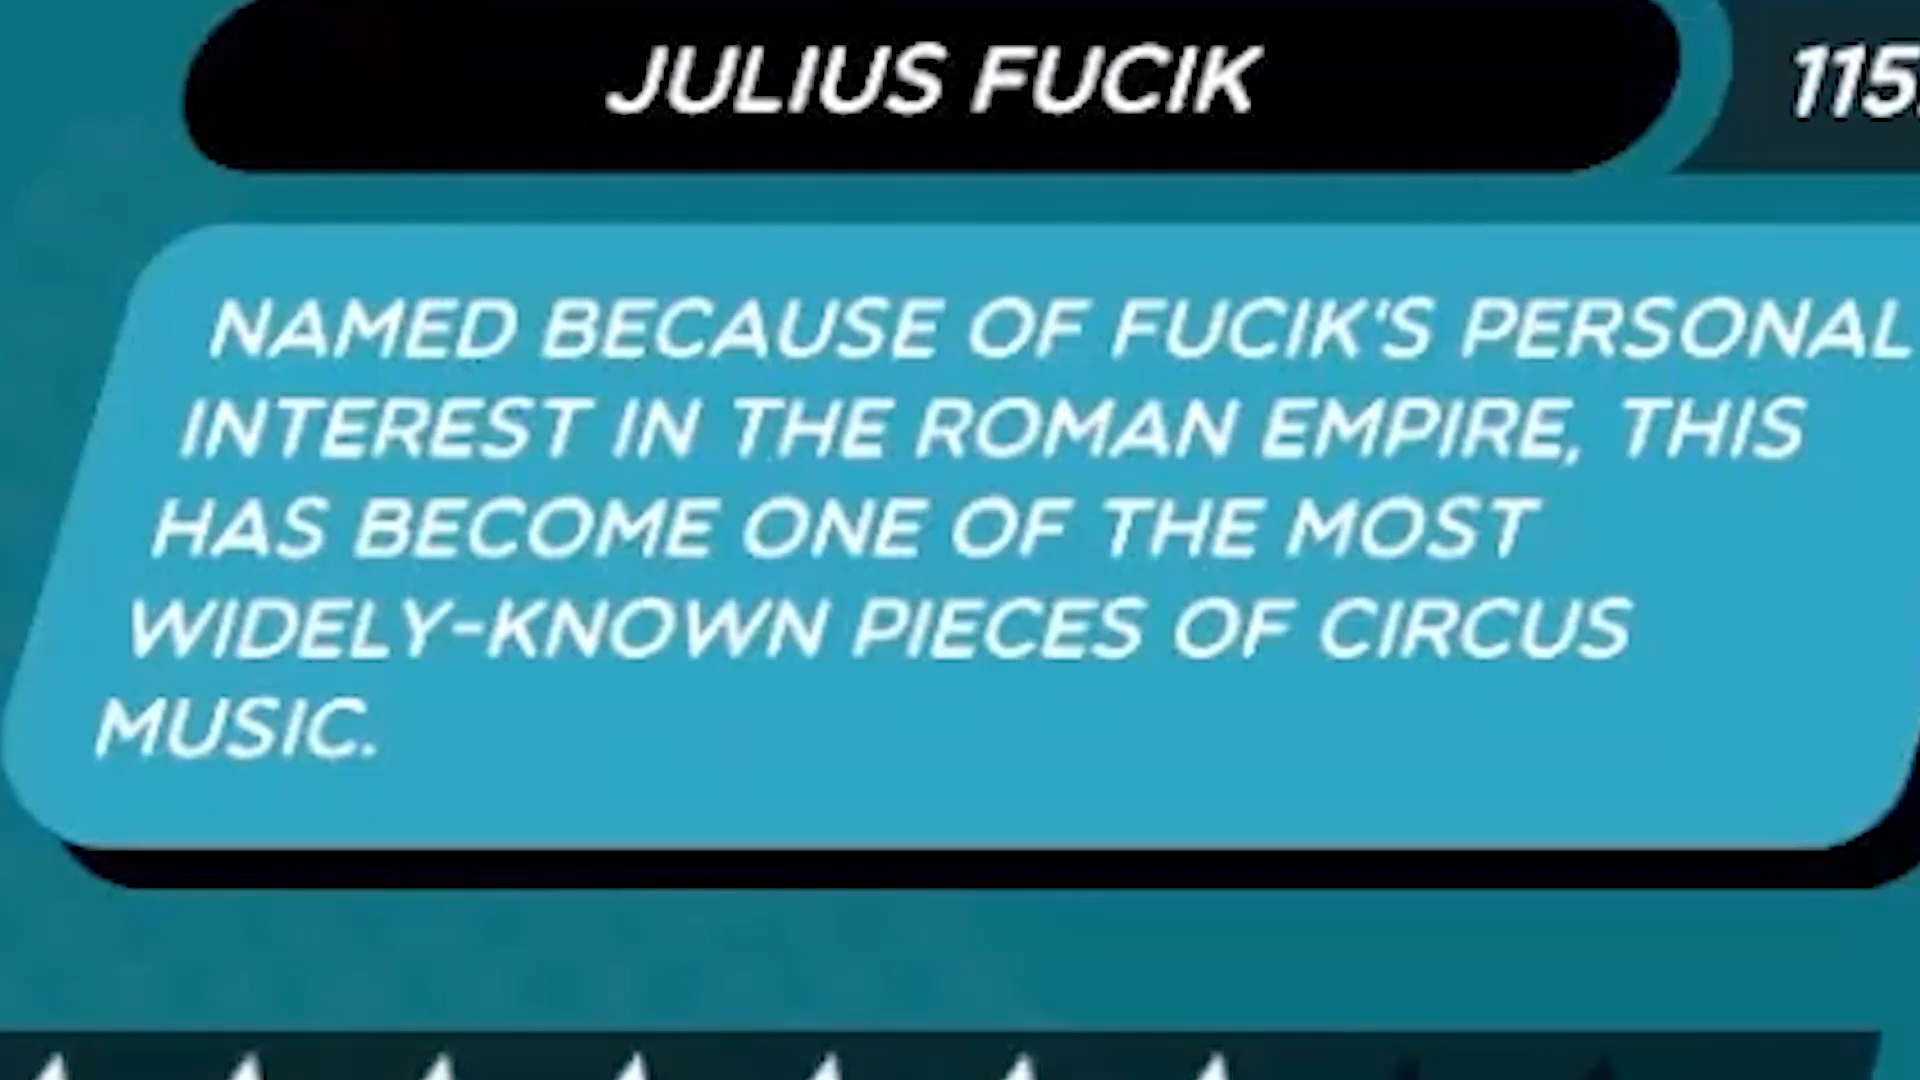 JULIUS FUCIK
115
NAMED BECAUSE OF FUCIK'S PERSONAL
INTEREST IN THE ROMAN EMPIRE, THIS
HAS BECOME ONE OF THE MOST
WIDELY-KNOWN PIECES OF CIRCUS
MUSIC.